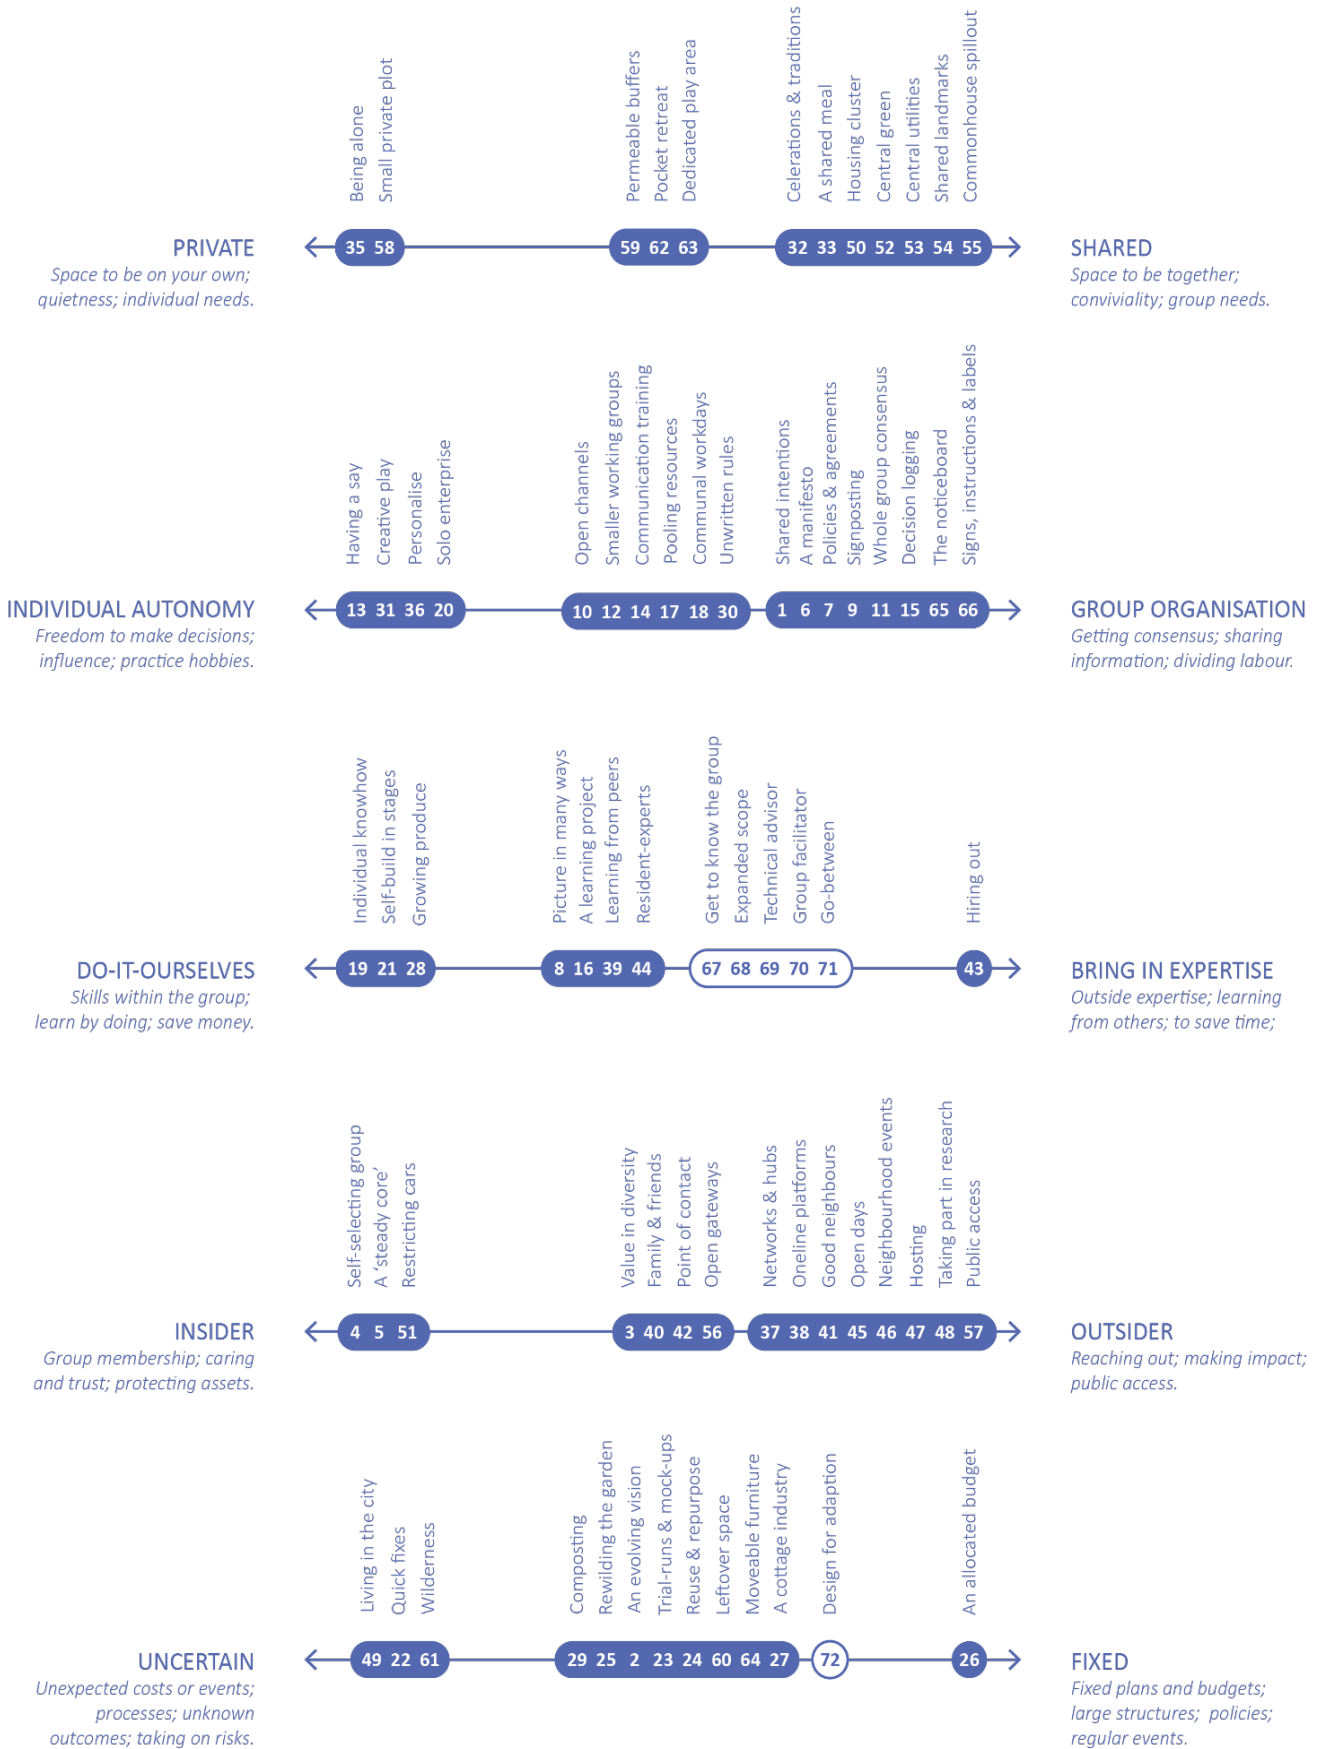 Being alone
Small private plot
Permeable buffers
Pocket retreat
Dedicated play area
Celerations & traditions
A shared meal
Housing cluster
Central green
Central utilities
Shared landmarks
Commonhouse spillout
PRIVATE
Space to be on your own;
quietness; individual needs.
35 58
59 62 63
32 33 50 52 53 54 55
SHARED
Space to be together;
conviviality; group needs.
Having a say
Creative play
Personalise
Solo enterprise
Open channels
Smaller working groups
Communication training
Pooling resources
Communal workdays
Unwritten rules
Shared intentions
A manifesto
Policies & agreements
Signposting
Whole group consensus
Decision logging
The noticeboard
Signs, instructions & labels
INDIVIDUAL AUTONOMY
Freedom to make decisions;
influence; practice hobbies.
13 31 36 20
10 12 14 17 18 30
1 6 7 9 11 15 65 66
GROUP ORGANISATION
Getting consensus; sharing
information; dividing labour.
Individual knowhow
Self-build in stages
Growing produce
Picture in many ways
A learning project
Learning from peers
Resident-experts
Get to know the group
Expanded scope
Technical advisor
Group facilitator
Go-between
Hiring out
DO-IT-OURSELVES
Skills within the group;
learn by doing; save money.
19 21 28
8 16 39 44
67 68 69 70 71
43
BRING IN EXPERTISE
Outside expertise; learning
from others; to save time;
Self-selecting group
A ‘steady core’
Restricting cars
Value in diversity
Family & friends
Point of contact
Open gateways
Networks & hubs
Oneline platforms
Good neighbours
Open days
Neighbourhood events
Hosting
Taking part in research
Public access
INSIDER
Group membership; caring
and trust; protecting assets.
4 5 51
3 40 42 56
37 38 41 45 46 47 48 57
OUTSIDER
Reaching out; making impact;
public access.
Living in the city
Quick fixes
Wilderness
Composting
Rewilding the garden
An evolving vision
Trial-runs & mock-ups
Reuse & repurpose
Leftover space
Moveable furniture
A cottage industry
Design for adaption
An allocated budget
UNCERTAIN
Unexpected costs or events;
processes; unknown
outcomes; taking on risks.
49 22 61
29 25 2 23 24 60 64 27
72
26
FIXED
Fixed plans and budgets;
large structures; policies;
regular events.